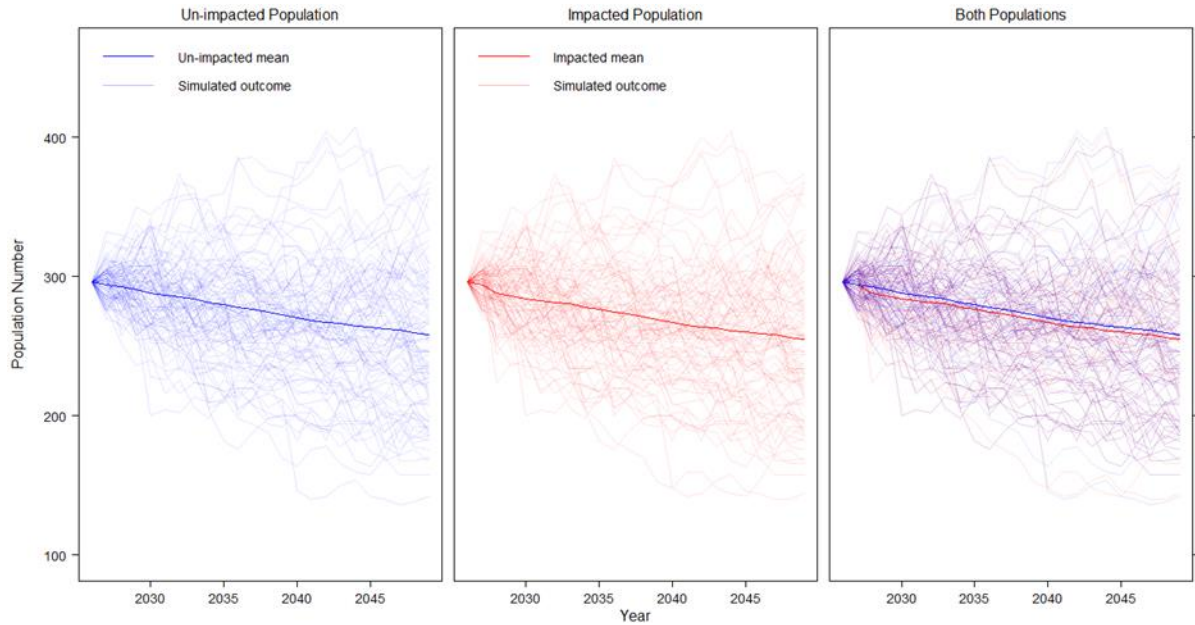 Un-impacted Population
Impacted Population
Both Populations
Un-impacted mean
Simulated outcome
Impacted mean
Simulated outcome
Population Number
400
300
200
100
2030 2035 2040 2045
2030 2035 2040 2045
2030 2035 2040 2045
Year